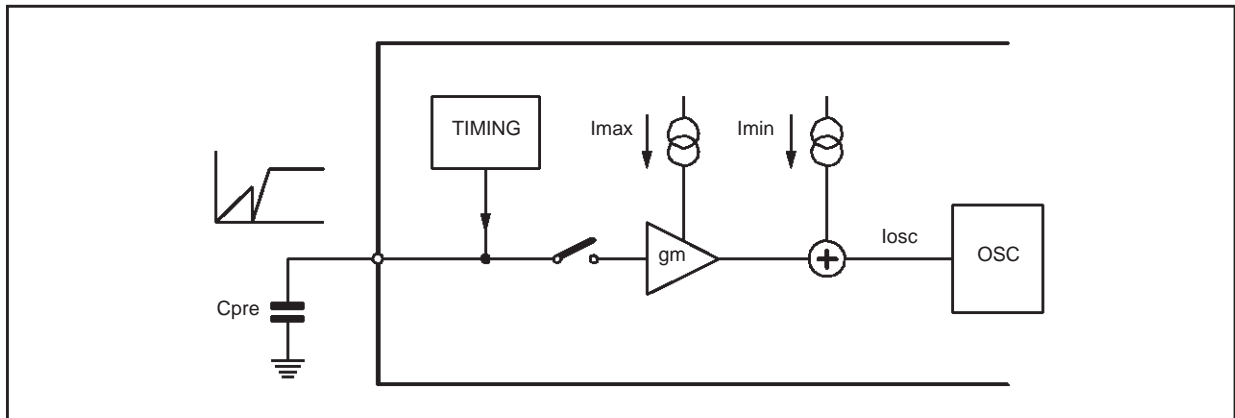 TIMING
Imax
Imin
gm
+
Iosc
OSC
Cpre